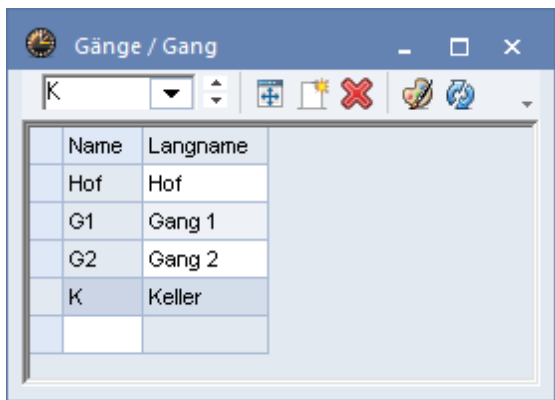 Gänge / Gang
K
Name Langname
Hof Hof
G1 Gang 1
G2 Gang 2
K Keller